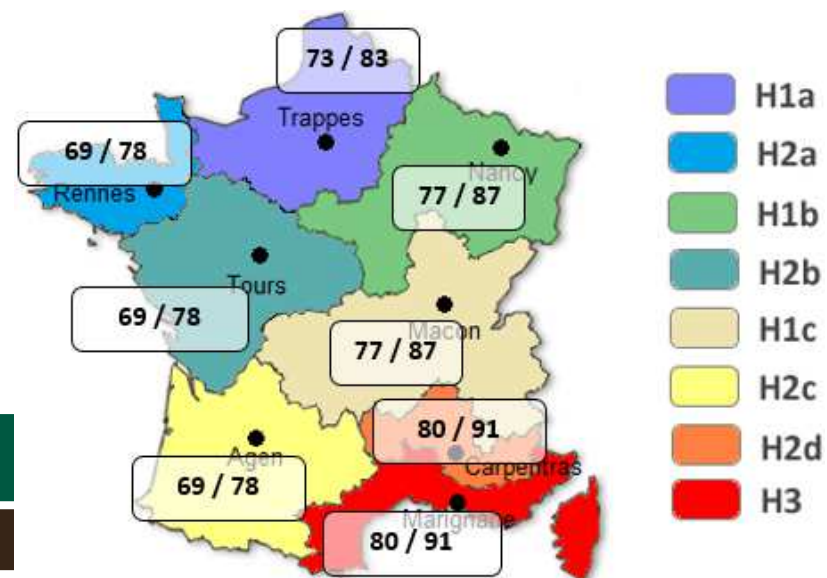 73 / 83
Trappes
69 / 78
Rennes
Nancy
77 / 87
Tours
69 / 78
Macon
77 / 87
80 / 91
Carpentras
Agen
69 / 78
Marignane
80 / 91
H1a
H2a
H1b
H2b
H1c
H2c
H2d
H3